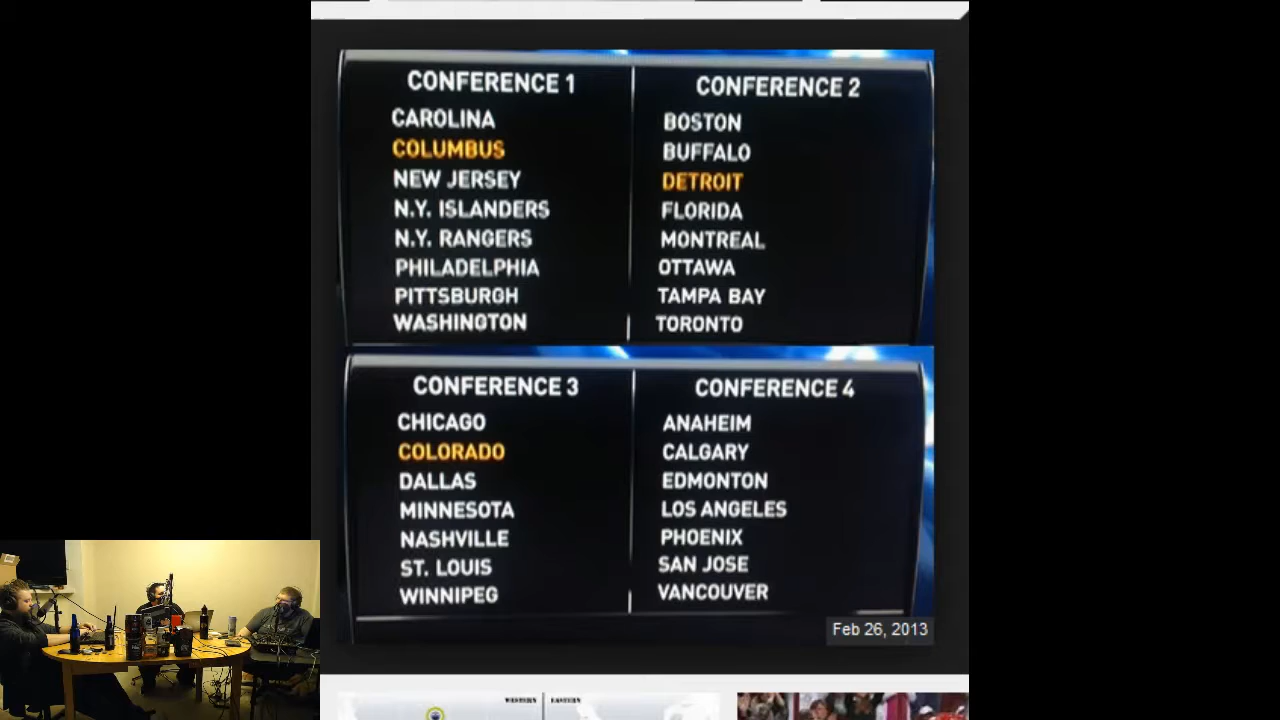 CONFERENCE 1
CAROLINA
COLUMBUS
NEW JERSEY
N.Y. ISLANDERS
N.Y. RANGERS
PHILADELPHIA
PITTSBURGH
WASHINGTON
CONFERENCE 2
BOSTON
BUFFALO
DETROIT
FLORIDA
MONTREAL
OTTAWA
TAMPA BAY
TORONTO
CONFERENCE 3
CHICAGO
COLORADO
DALLAS
MINNESOTA
NASHVILLE
ST. LOUIS
WINNIPEG
CONFERENCE 4
ANAHEIM
CALGARY
EDMONTON
LOS ANGELES
PHOENIX
SAN JOSE
VANCOUVER
Feb 26, 2013
WESTERN
EASTERN